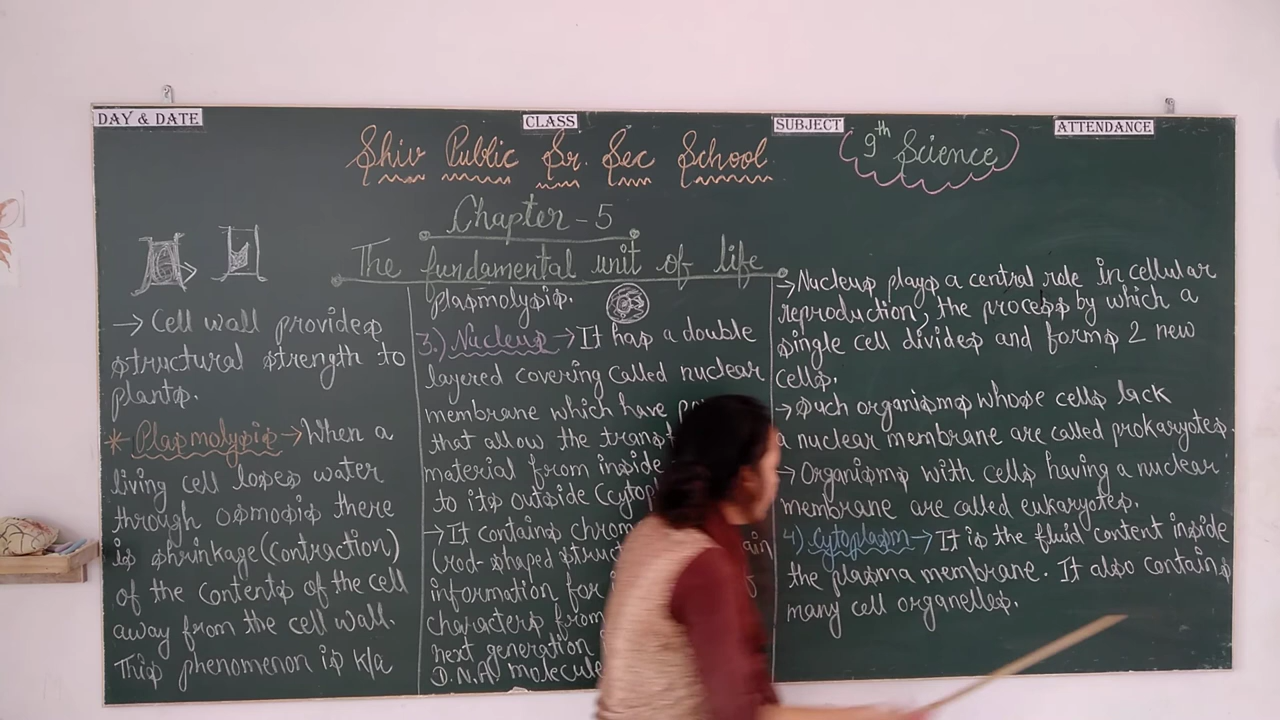 DAY & DATE
CLASS
SUBJECT
ATTENDANCE
Shiv Public Sr. Sec School
9th Science
Chapter-5
The fundamental unit of life
→ Cell wall provides
structural strength to
plants.
* Plasmolysis → When a
living cell loses water
through osmosis there
is shrinkage (contraction)
of the contents of the cell
away from the cell wall.
This phenomenon is k/a
plasmolysis.
3.) Nucleus → It has a double
layered covering called nuclear
membrane which have
that allow the
material from inside
to its outside
→ It contains
(rod-shaped
information for
characters from
next generation
D.N.A molecule
→ Nucleus plays a central role in cellular
reproduction, the process by which a
single cell divides and forms 2 new
cells.
→ Such organisms whose cells lack
a nuclear membrane are called prokaryotes.
→ Organisms with cells having a nuclear
membrane are called eukaryotes.
4) Cytoplasm → It is the fluid content inside
the plasma membrane. It also contains
many cell organelles.